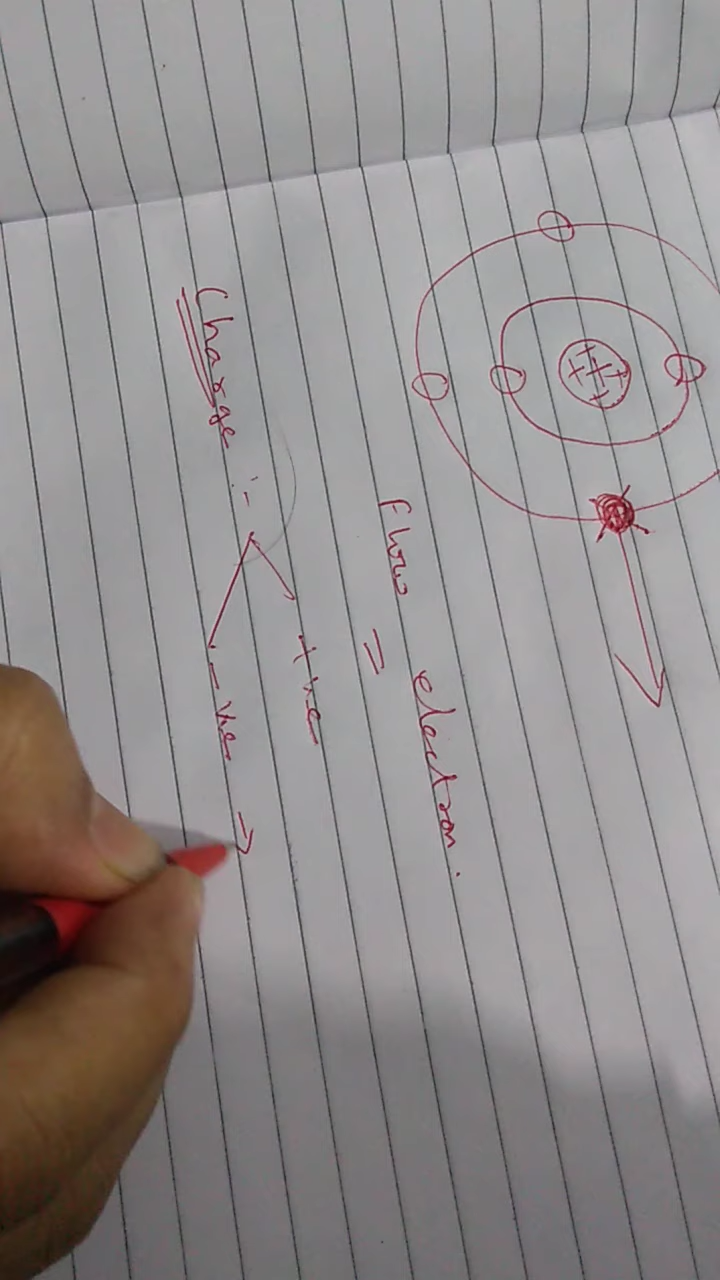 + + + + +
flow electron.
Charge :- +ve
-ve →